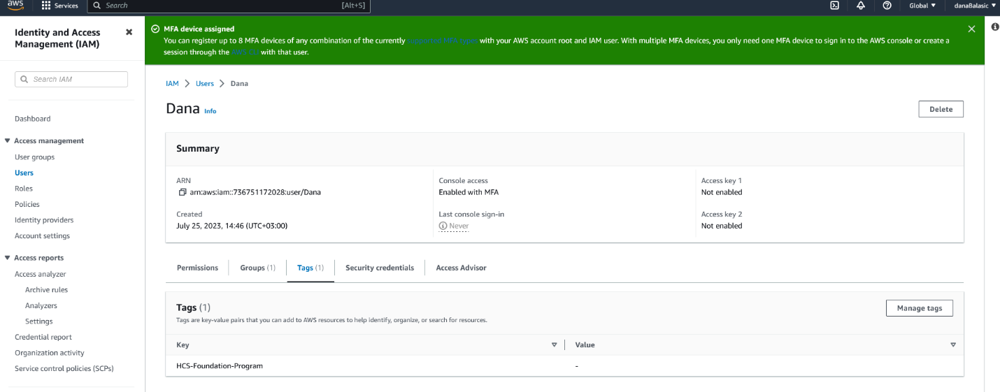 aws
Services
Search
[Alt+S]
Global
danaBalasic
Identity and Access
Management (IAM)
Search IAM
Dashboard
Access management
User groups
Users
Roles
Policies
Identity providers
Account settings
Access reports
Access analyzer
Archive rules
Analyzers
Settings
Credential report
Organization activity
Service control policies (SCPs)
MFA device assigned
You can register up to 8 MFA devices of any combination of the currently supported MFA types with your AWS account root and IAM user. With multiple MFA devices, you only need one MFA device to sign in to the AWS console or create a
session through the AWS CLI with that user.
IAM > Users > Dana
Dana Info
Delete
Summary
ARN
arn:aws:iam::736751172028:user/Dana
Created
July 25, 2023, 14:46 (UTC+03:00)
Console access
Enabled with MFA
Last console sign-in
Never
Access key 1
Not enabled
Access key 2
Not enabled
Permissions
Groups (1)
Tags (1)
Security credentials
Access Advisor
Tags (1)
Tags are key-value pairs that you can add to AWS resources to help identify, organize, or search for resources.
Manage tags
Key
Value
HCS-Foundation-Program
-